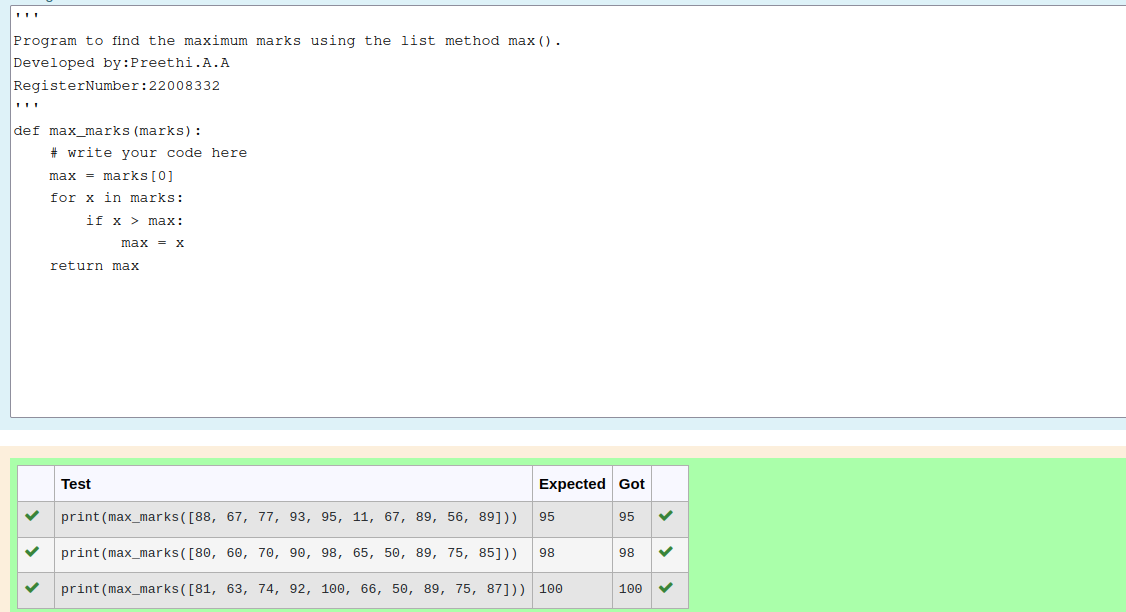 '''
Program to find the maximum marks using the list method max().
Developed by:Preethi.A.A
RegisterNumber:22008332
'''
def max_marks(marks):
    # write your code here
    max = marks[0]
    for x in marks:
        if x > max:
            max = x
    return max
Test Expected Got
print(max_marks([88, 67, 77, 93, 95, 11, 67, 89, 56, 89])) 95 95
print(max_marks([80, 60, 70, 90, 98, 65, 50, 89, 75, 85])) 98 98
print(max_marks([81, 63, 74, 92, 100, 66, 50, 89, 75, 87])) 100 100